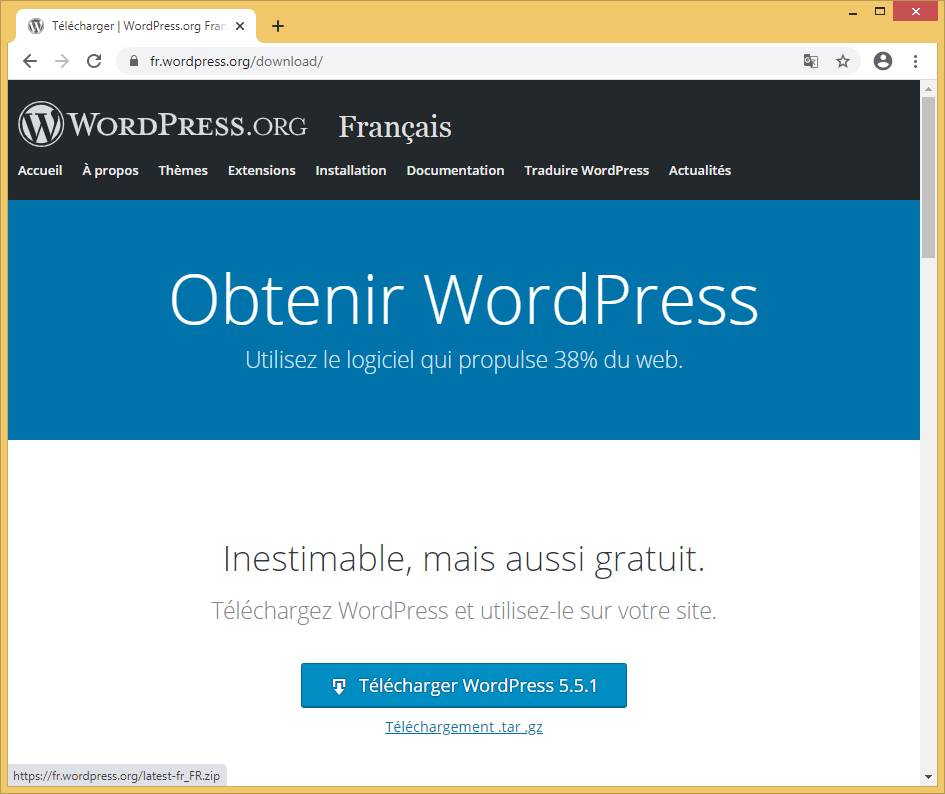 Télécharger | WordPress.org Fran
fr.wordpress.org/download/
WORDPRESS.ORG Français
Accueil À propos Thèmes Extensions Installation Documentation Traduire WordPress Actualités
Obtenir WordPress
Utilisez le logiciel qui propulse 38% du web.
Inestimable, mais aussi gratuit.
Téléchargez WordPress et utilisez-le sur votre site.
Télécharger WordPress 5.5.1
Téléchargement .tar .gz
https://fr.wordpress.org/latest-fr_FR.zip